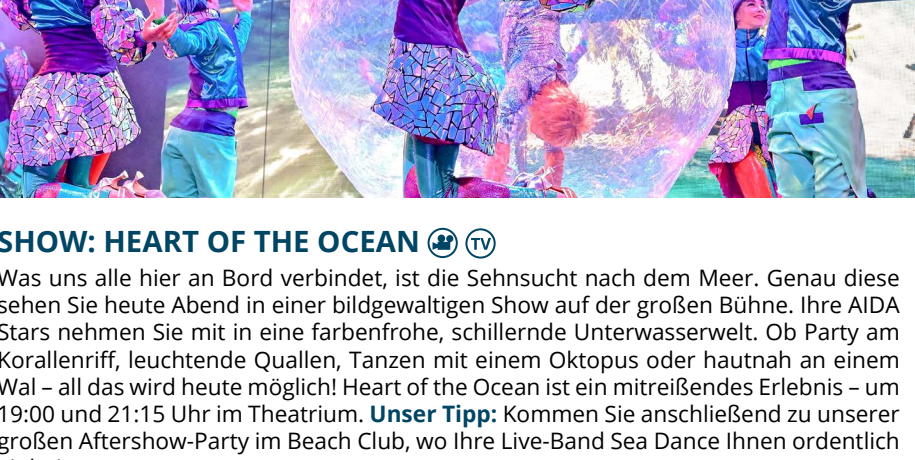 SHOW: HEART OF THE OCEAN TV
Was uns alle hier an Bord verbindet, ist die Sehnsucht nach dem Meer. Genau diese
sehen Sie heute Abend in einer bildgewaltigen Show auf der großen Bühne. Ihre AIDA
Stars nehmen Sie mit in eine farbenfrohe, schillernde Unterwasserwelt. Ob Party am
Korallenriff, leuchtende Quallen, Tanzen mit einem Oktopus oder hautnah an einem
Wal – all das wird heute möglich! Heart of the Ocean ist ein mitreißendes Erlebnis – um
19:00 und 21:15 Uhr im Theatrium. Unser Tipp: Kommen Sie anschließend zu unserer
großen Aftershow-Party im Beach Club, wo Ihre Live-Band Sea Dance Ihnen ordentlich